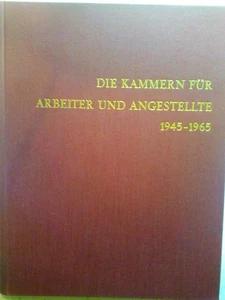 DIE KAMMERN FÜR
ARBEITER UND ANGESTELLTE
1945-1965